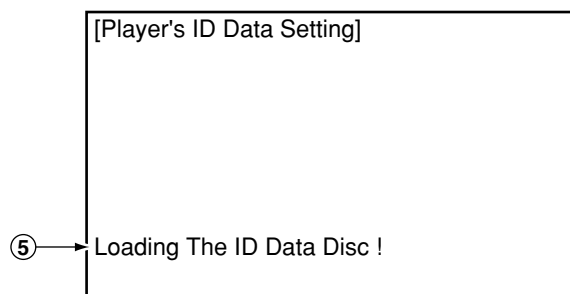 [Player's ID Data Setting]
⑤ Loading The ID Data Disc !